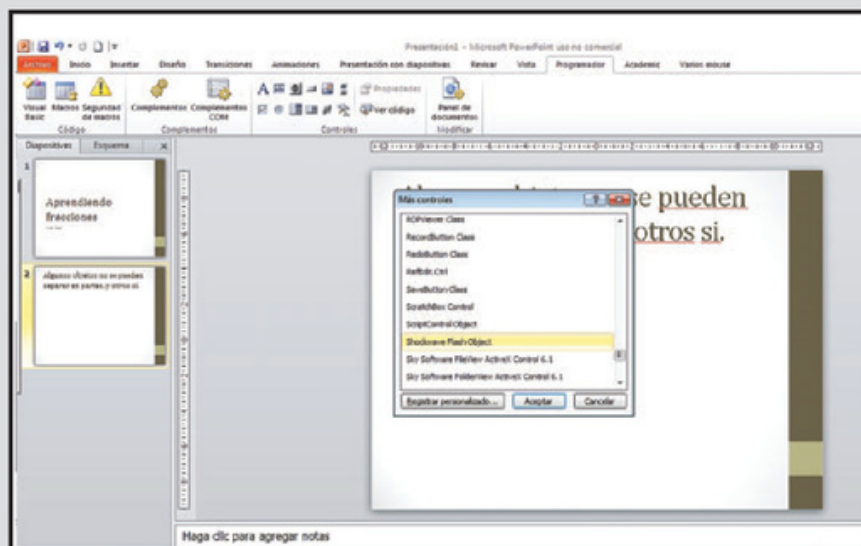 Presentación1 - Microsoft PowerPoint uso no comercial
Archivo Inicio Insertar Diseño Transiciones Animaciones Presentación con diapositivas Revisar Vista Programador Academic Varios mouse
Visual Basic
Macros
Seguridad de macros
Código
Complementos
Complementos COM
Complementos
Propiedades
Ver código
Controles
Panel de documentos
Modificar
Diapositivas Esquema
1
Aprendiendo
fracciones
2
Algunos objetos no se pueden
separar en partes, y otros si.
se pueden
otros si.
Más controles
RecordButton Class
RedoButton Class
RefEdit.Ctrl
SaveButton Class
ScratchBox Control
ScriptControl Object
Shockwave Flash Object
Sky Software FileView ActiveX Control 6.1
Sky Software FolderView ActiveX Control 6.1
Registrar personalizado... Aceptar Cancelar
Haga clic para agregar notas